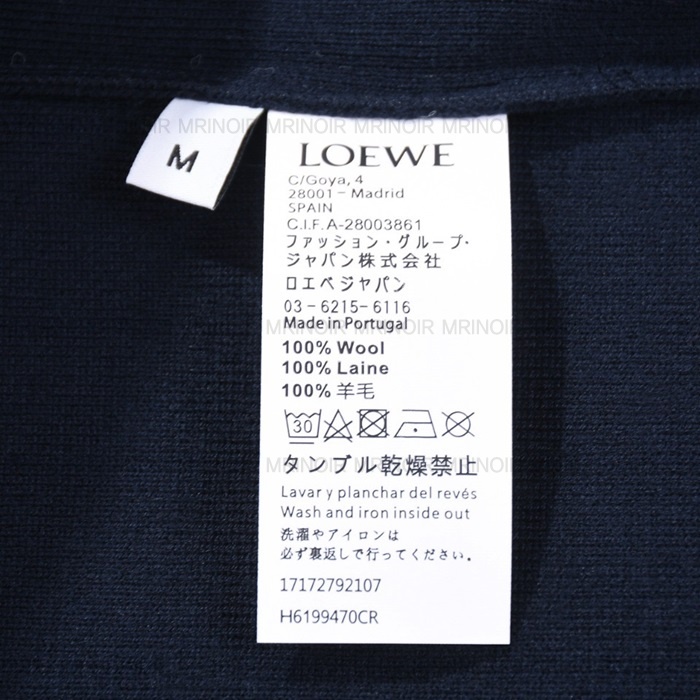 MRINOIR MRINOIR MRINOIR MRINOIR
M
LOEWE
C/Goya, 4
28001-Madrid
SPAIN
C.I.F. A-28003861
ファッション・グループ・
ジャパン株式会社
ロエベジャパン
03-6215-6116
Made in Portugal
MRINOIR MRINOIR
100% Wool
100% Laine
100% 羊毛
30
タンブル乾燥禁止
Lavar y planchar del revés
Wash and iron inside out
洗濯やアイロンは
必ず裏返しで行ってください。
17172792107
H6199470CR